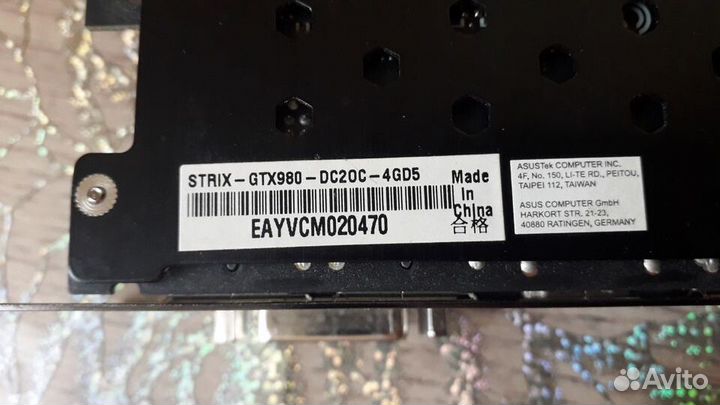 STRIX-GTX980-DC2OC-4GD5
Made
In
China
合格
EAYVCM020470
ASUSTek COMPUTER INC.
4F, No. 150, LI-TE RD., PEITOU,
TAIPEI 112, TAIWAN
ASUS COMPUTER GmbH
HARKORT STR. 21-23,
40880 RATINGEN, GERMANY
Avito